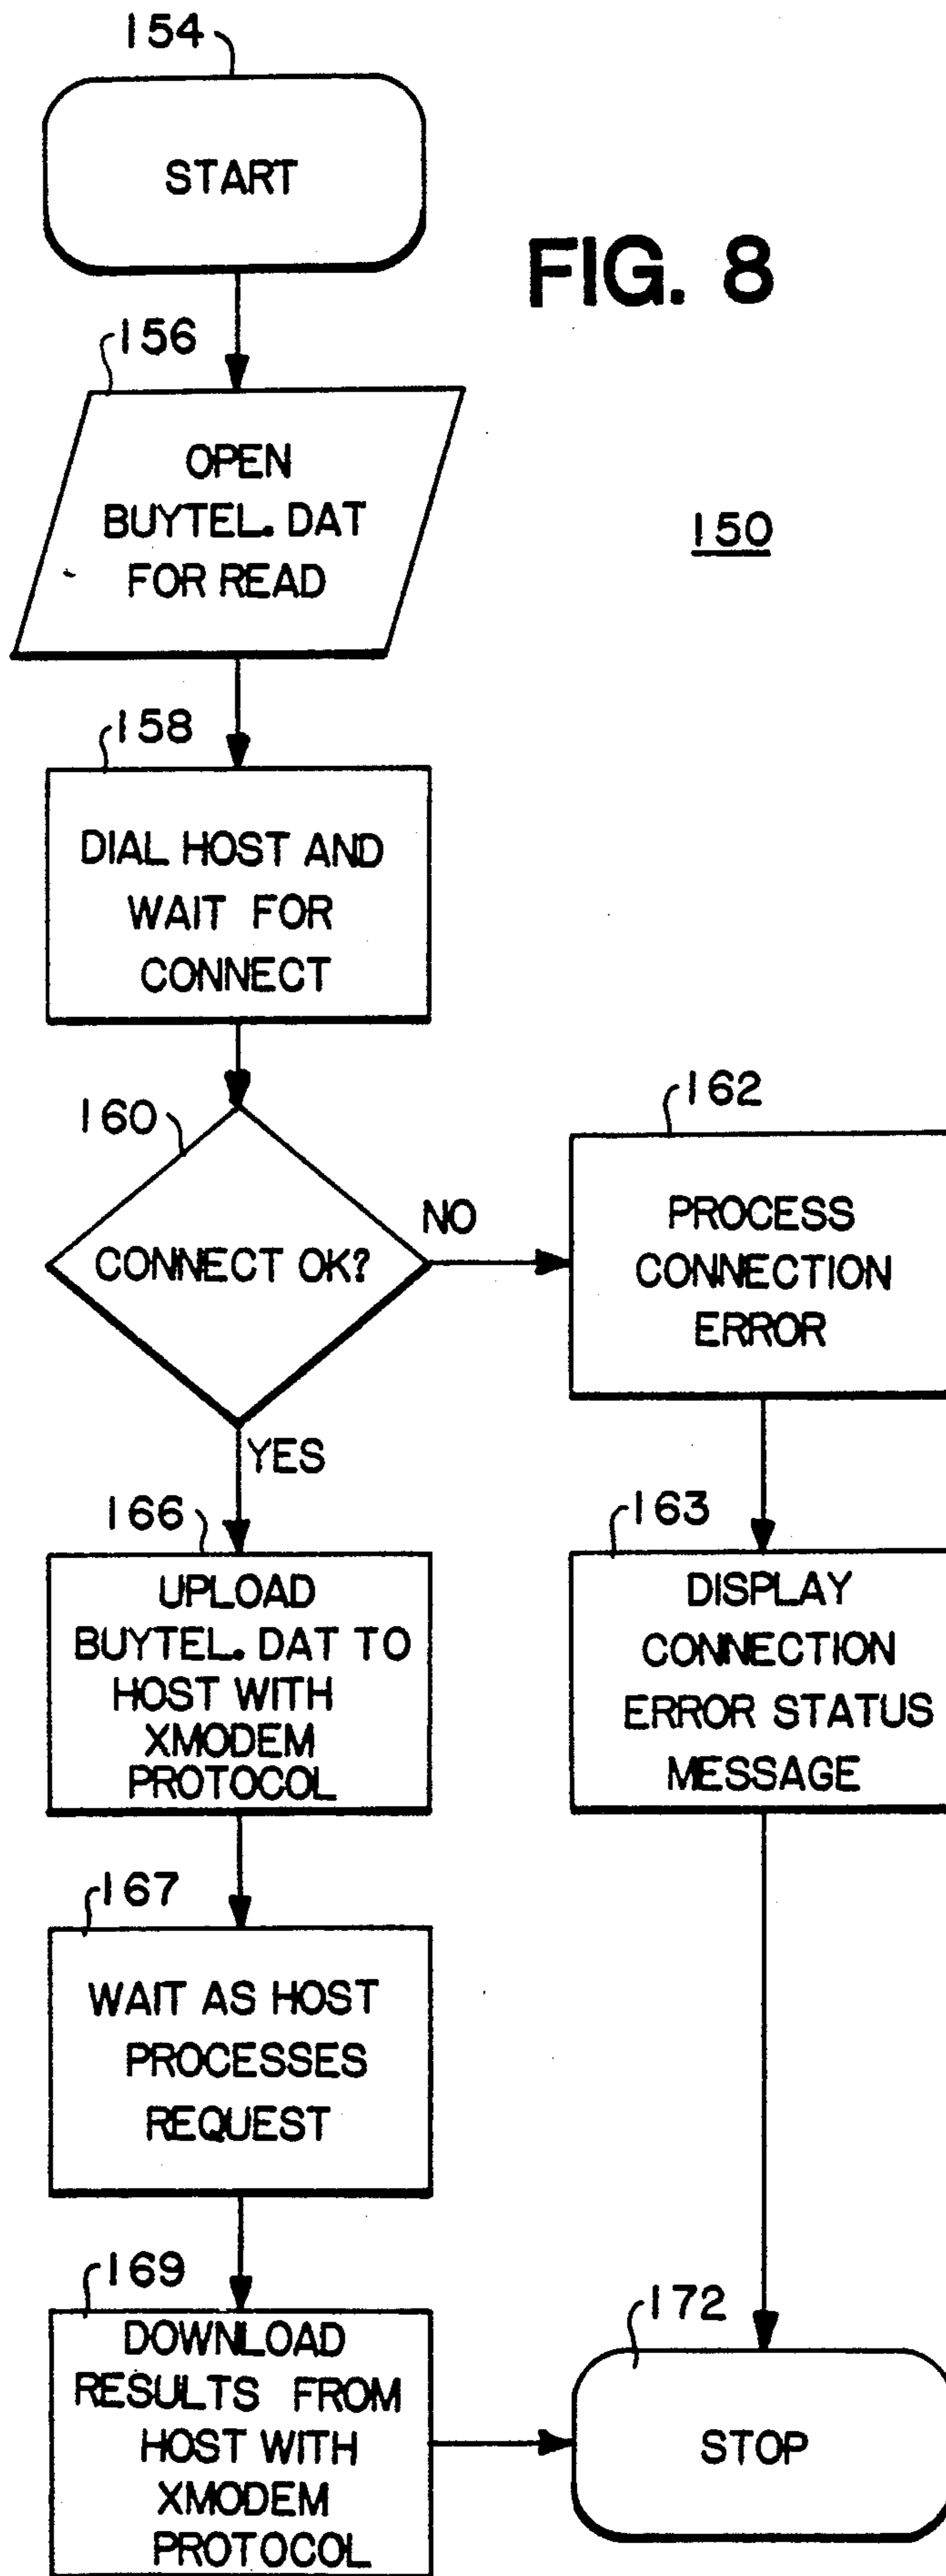 154
START
FIG. 8
156
OPEN
BUYTEL. DAT
FOR READ
150
158
DIAL HOST AND
WAIT FOR
CONNECT
160
CONNECT OK?
NO
162
PROCESS
CONNECTION
ERROR
YES
166
UPLOAD
BUYTEL. DAT TO
HOST WITH
XMODEM
PROTOCOL
163
DISPLAY
CONNECTION
ERROR STATUS
MESSAGE
167
WAIT AS HOST
PROCESSES
REQUEST
169
DOWNLOAD
RESULTS FROM
HOST WITH
XMODEM
PROTOCOL
172
STOP